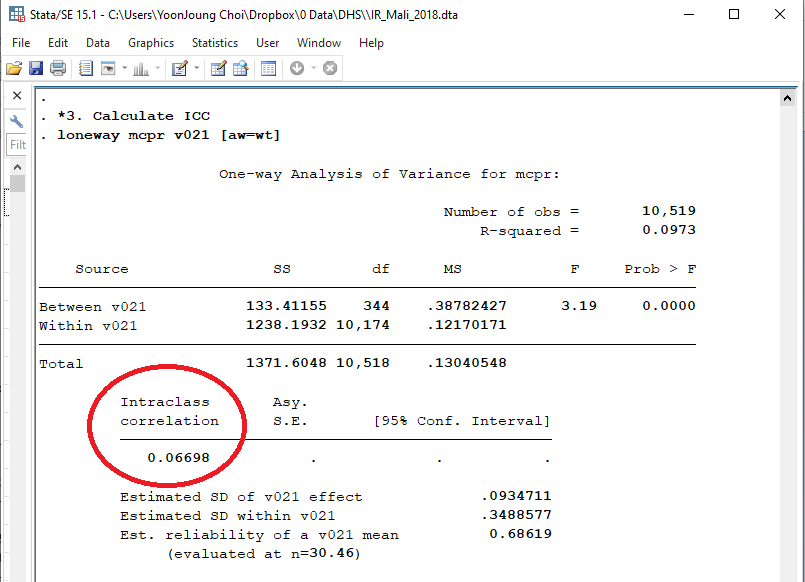 Stata/SE 15.1 - C:\Users\YoonJoung Choi\Dropbox\0 Data\DHS\\IR_Mali_2018.dta
File Edit Data Graphics Statistics User Window Help
Filt
.
. *3. Calculate ICC
. loneway mcpr v021 [aw=wt]
One-way Analysis of Variance for mcpr:
Number of obs = 10,519
R-squared = 0.0973
Source SS df MS F Prob > F
Between v021 133.41155 344 .38782427 3.19 0.0000
Within v021 1238.1932 10,174 .12170171
Total 1371.6048 10,518 .13040548
Intraclass Asy.
correlation S.E. [95% Conf. Interval]
0.06698 . . .
Estimated SD of v021 effect .0934711
Estimated SD within v021 .3488577
Est. reliability of a v021 mean 0.68619
(evaluated at n=30.46)